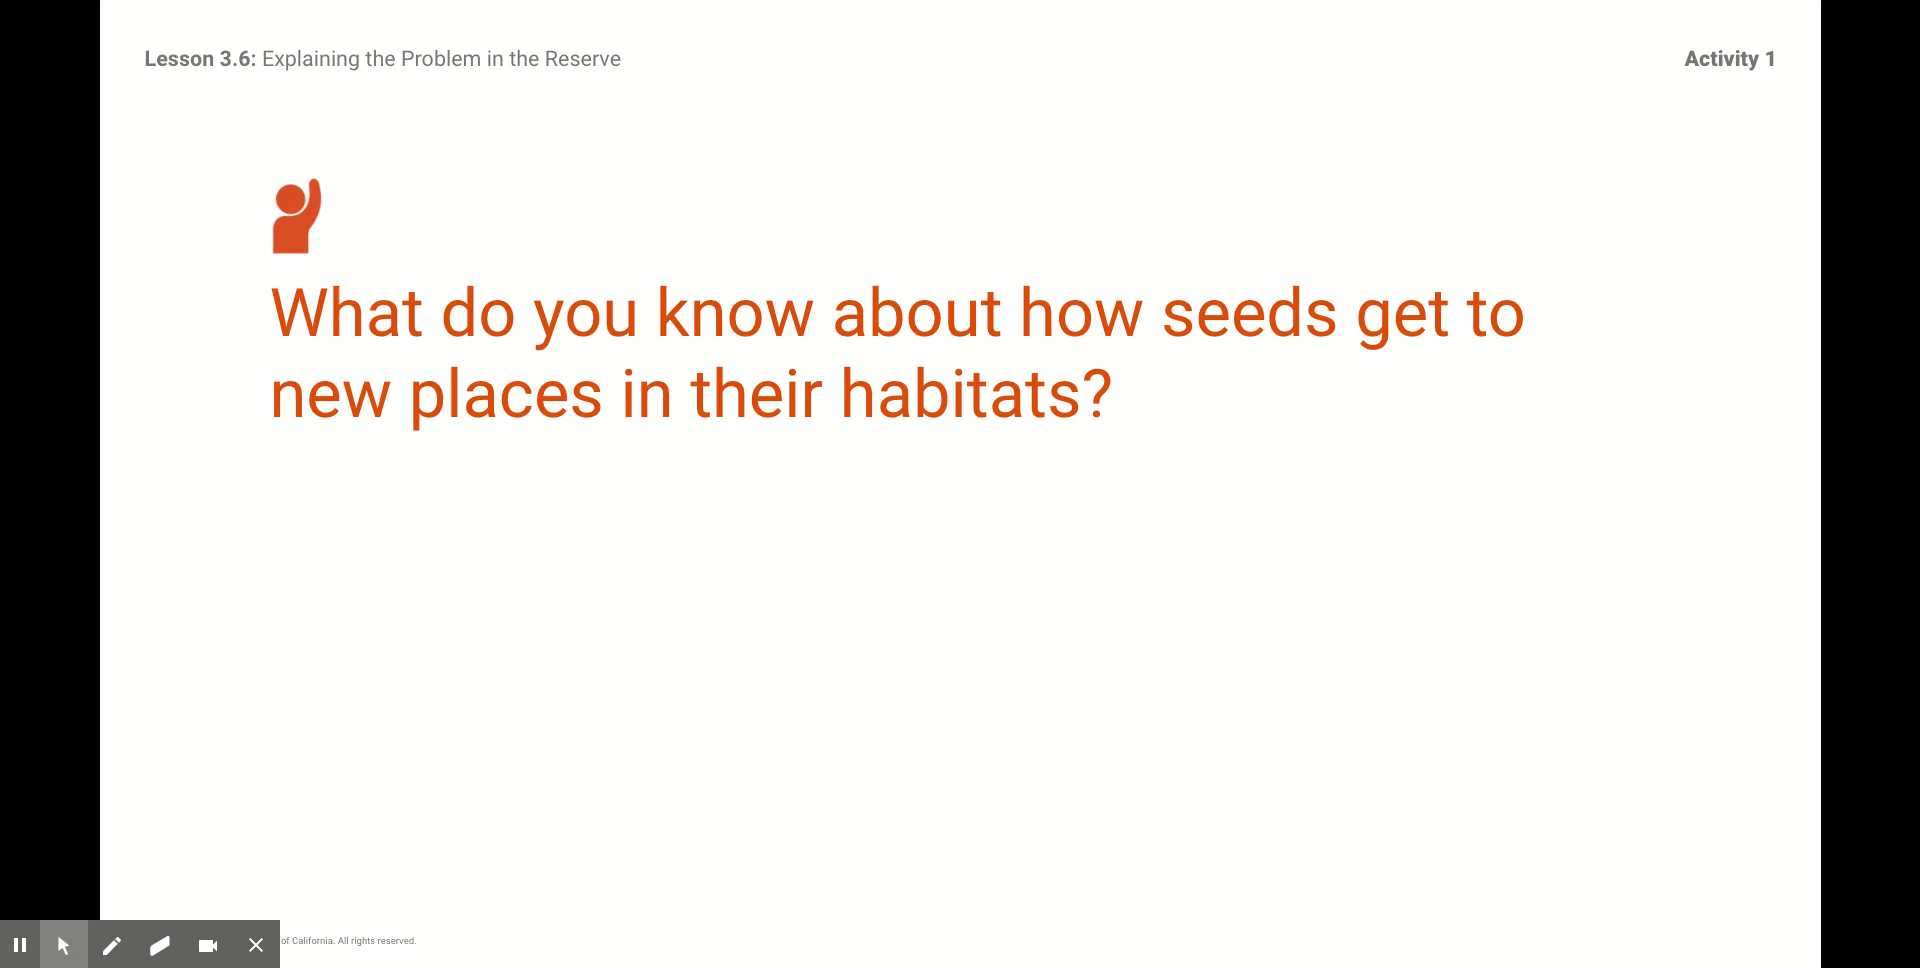 Lesson 3.6: Explaining the Problem in the Reserve
Activity 1
What do you know about how seeds get to
new places in their habitats?
of California. All rights reserved.